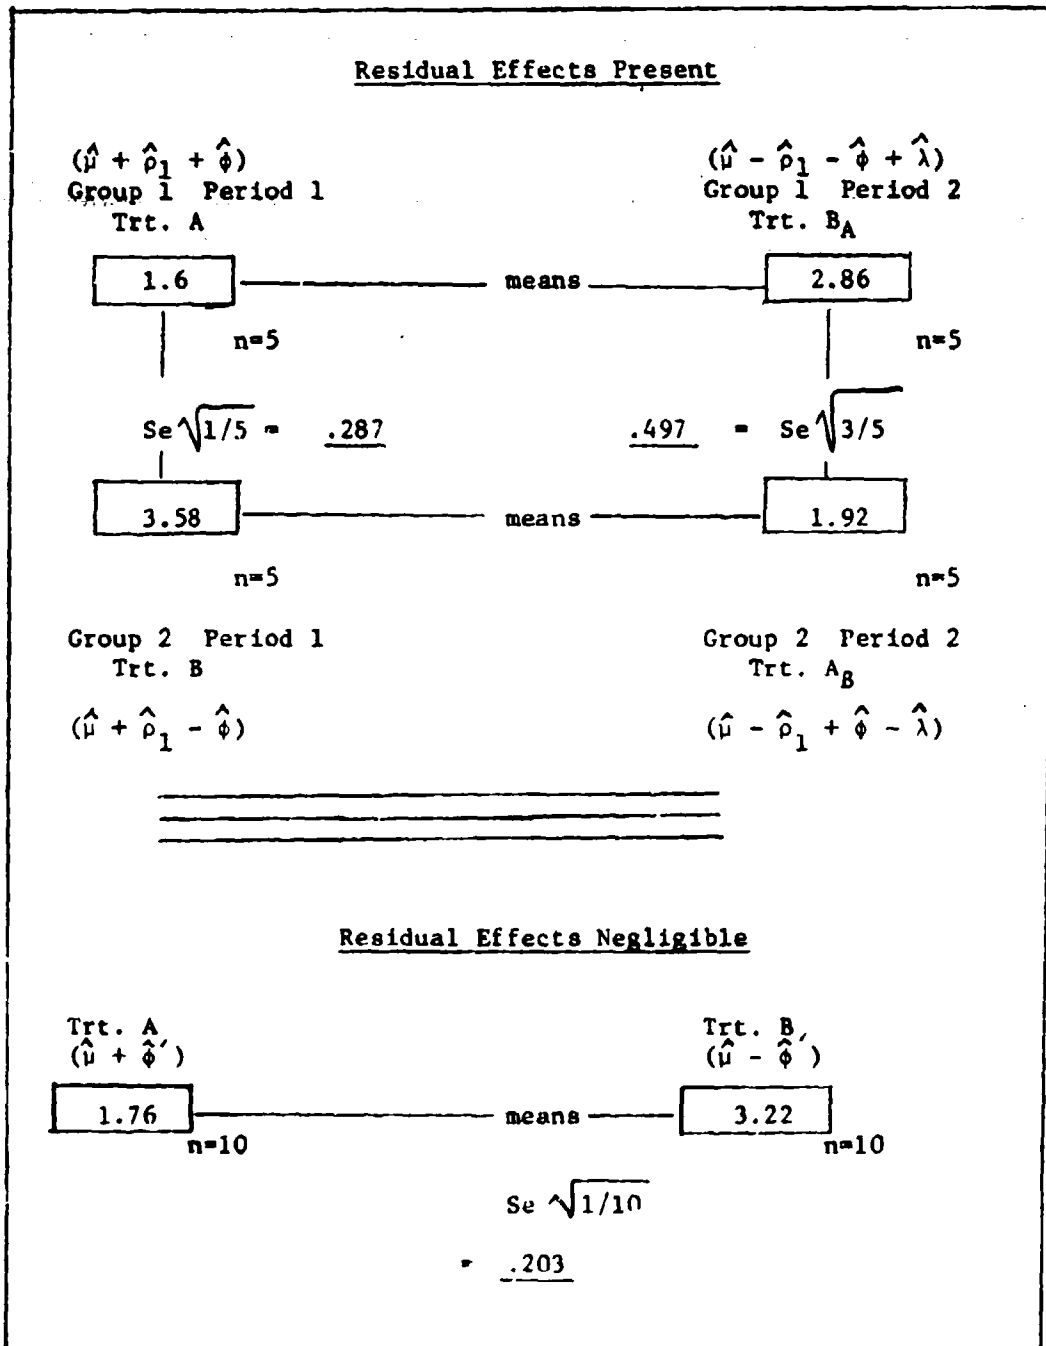 Residual Effects Present
(μ̂ + ρ̂₁ + φ̂) (μ̂ - ρ̂₁ - φ̂ + λ̂)
Group 1 Period 1 Group 1 Period 2
Trt. A Trt. B_A
1.6 means 2.86
n=5 n=5
Se √1/5 = .287 .497 = Se √3/5
3.58 means 1.92
n=5 n=5
Group 2 Period 1 Group 2 Period 2
Trt. B Trt. A_B
(μ̂ + ρ̂₁ - φ̂) (μ̂ - ρ̂₁ + φ̂ - λ̂)
Residual Effects Negligible
Trt. A Trt. B
(μ̂ + φ̂′) (μ̂ - φ̂′)
1.76 means 3.22
n=10 n=10
Se √1/10
= .203